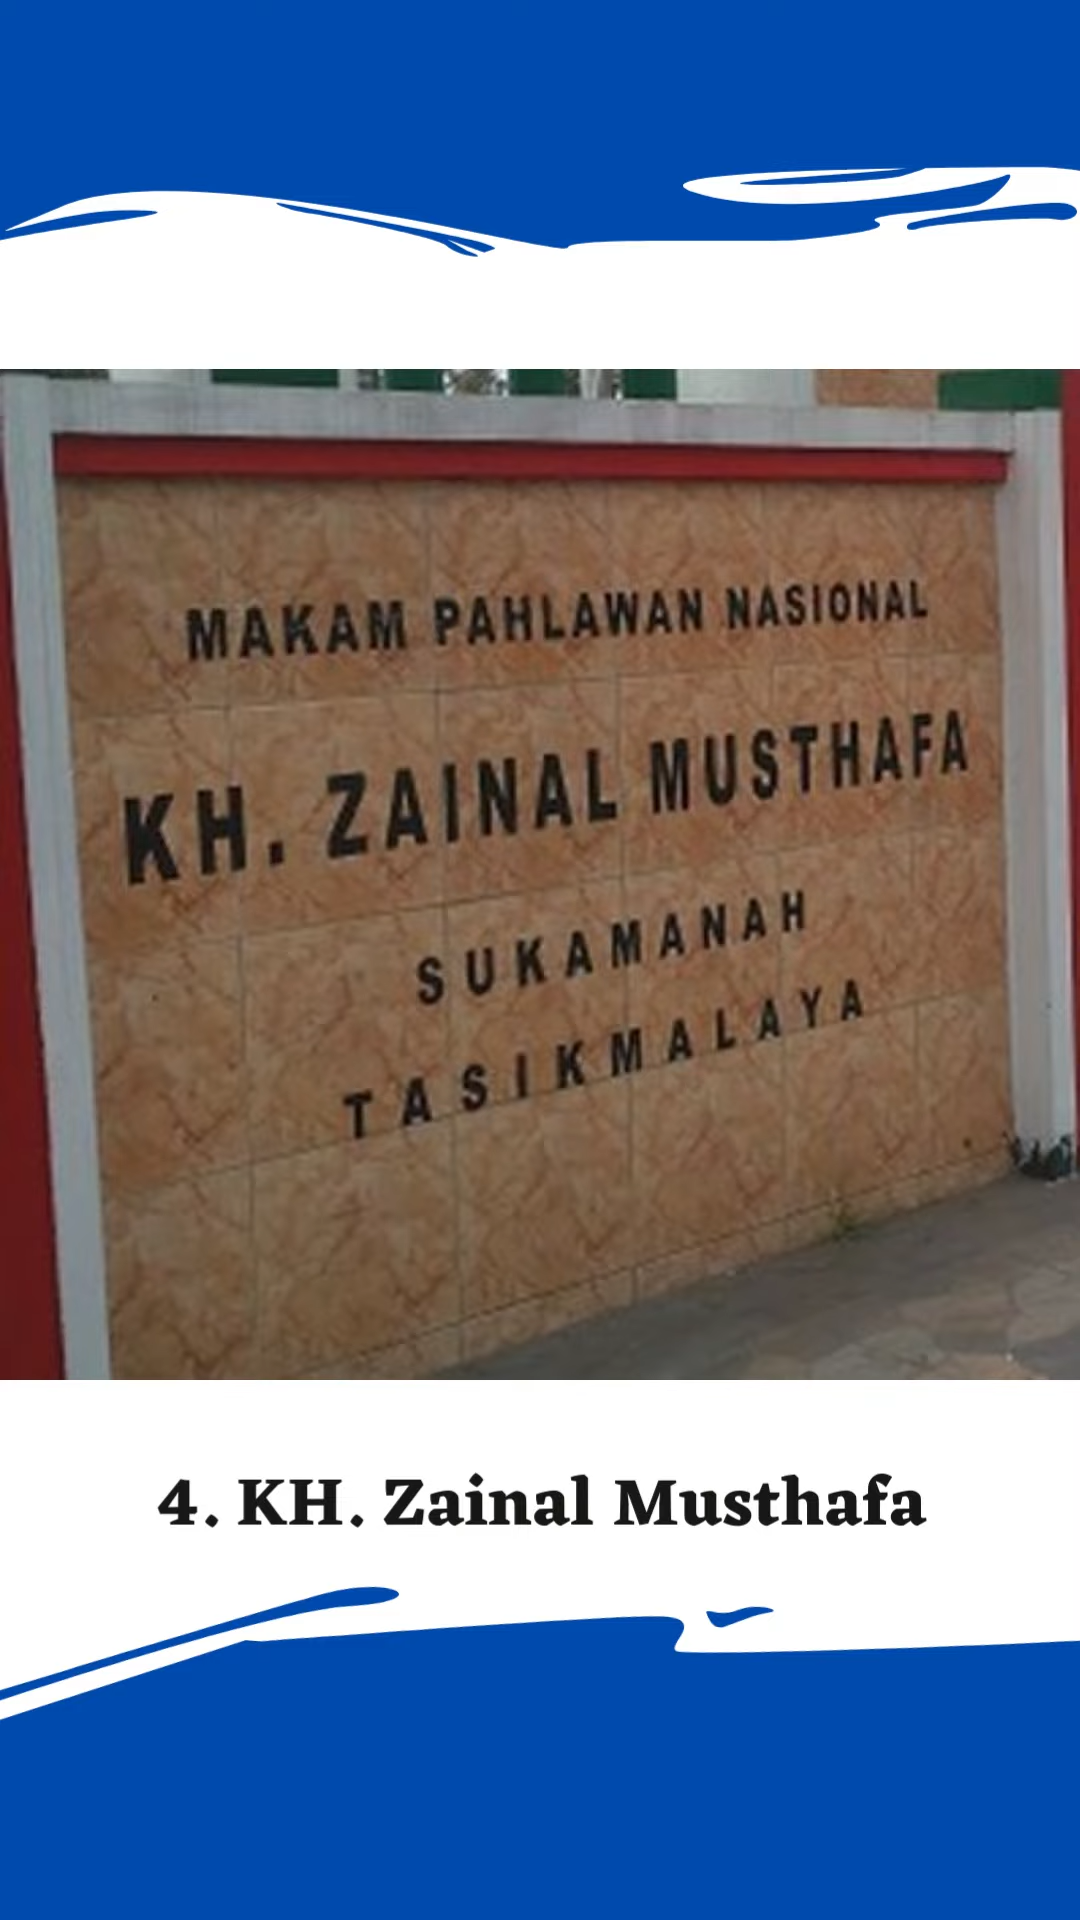 MAKAM PAHLAWAN NASIONAL
KH. ZAINAL MUSTHAFA
SUKAMANAH
TASIKMALAYA
4. KH. Zainal Musthafa